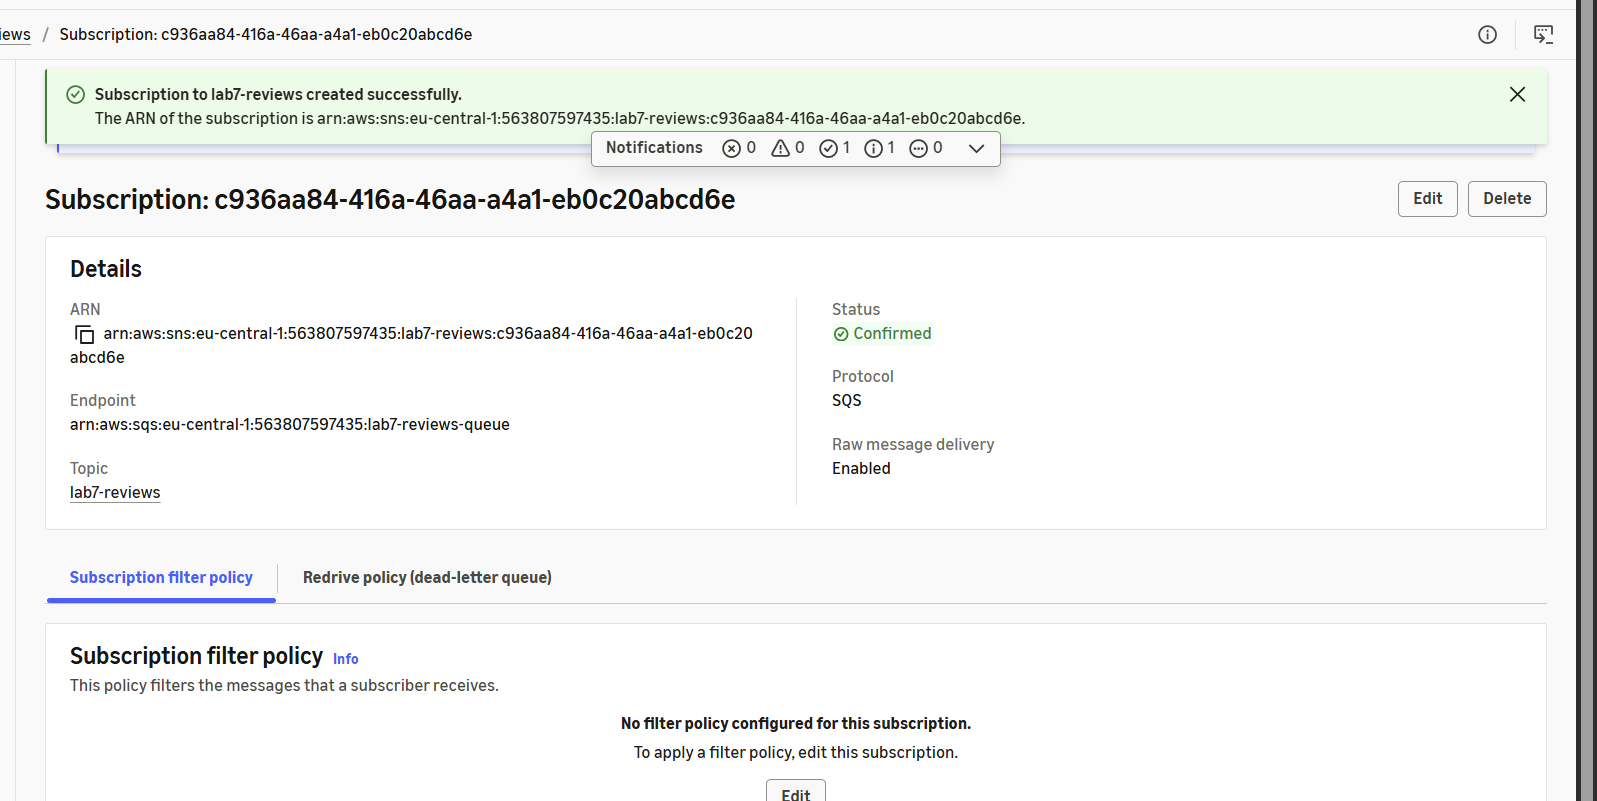 iews / Subscription: c936aa84-416a-46aa-a4a1-eb0c20abcd6e
Subscription to lab7-reviews created successfully.
The ARN of the subscription is arn:aws:sns:eu-central-1:563807597435:lab7-reviews:c936aa84-416a-46aa-a4a1-eb0c20abcd6e.
Notifications 0 0 1 1 0
Subscription: c936aa84-416a-46aa-a4a1-eb0c20abcd6e
Edit Delete
Details
ARN
arn:aws:sns:eu-central-1:563807597435:lab7-reviews:c936aa84-416a-46aa-a4a1-eb0c20
abcd6e
Endpoint
arn:aws:sqs:eu-central-1:563807597435:lab7-reviews-queue
Topic
lab7-reviews
Status
Confirmed
Protocol
SQS
Raw message delivery
Enabled
Subscription filter policy
Redrive policy (dead-letter queue)
Subscription filter policy Info
This policy filters the messages that a subscriber receives.
No filter policy configured for this subscription.
To apply a filter policy, edit this subscription.
Edit